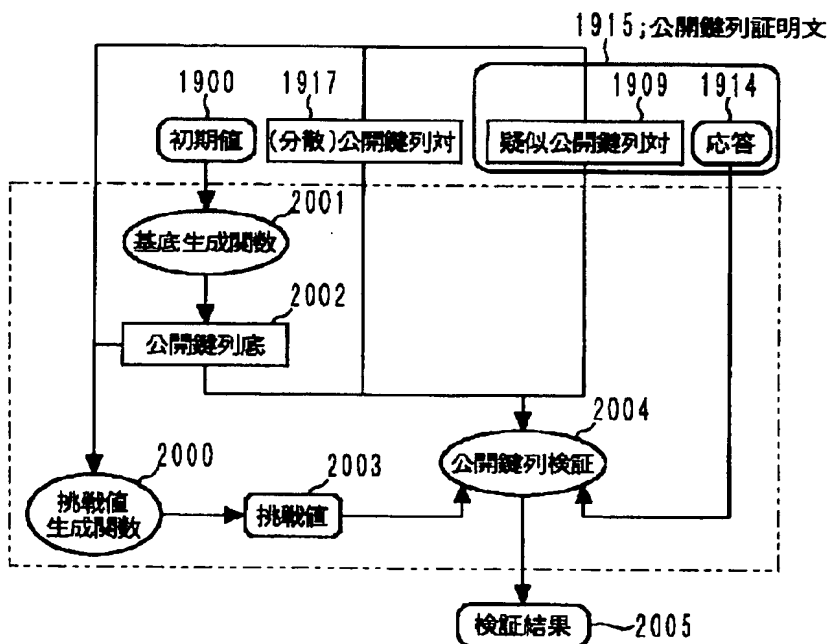 1915;公開鍵列証明文
1900
1917
1909
1914
初期値
(分散)公開鍵列対
疑似公開鍵列対
応答
2001
基底生成関数
2002
公開鍵列底
2004
公開鍵列検証
2000
挑戦値
生成関数
2003
挑戦値
検証結果
2005